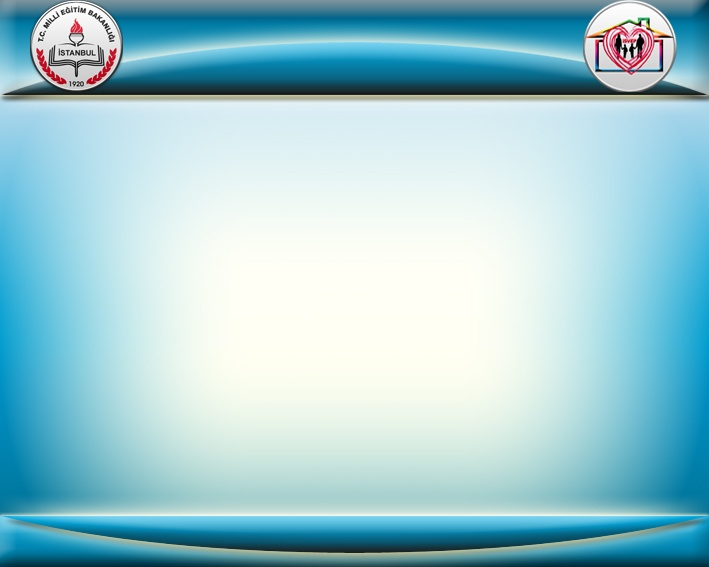 T.C. MİLLİ EĞİTİM BAKANLIĞI
İSTANBUL
1920